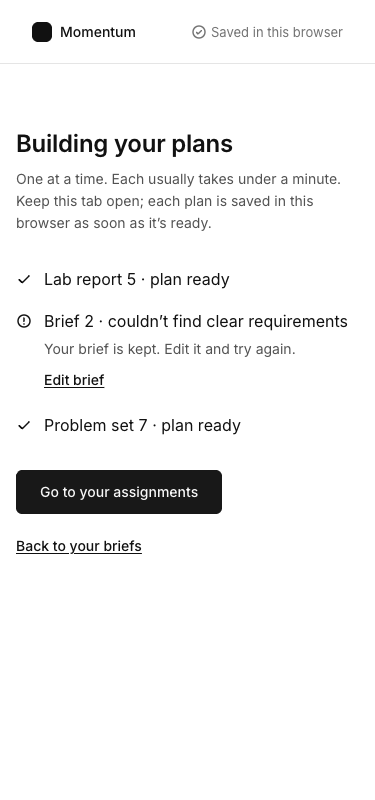 Momentum
Saved in this browser
Building your plans
One at a time. Each usually takes under a minute.
Keep this tab open; each plan is saved in this
browser as soon as it’s ready.
Lab report 5 · plan ready
Brief 2 · couldn’t find clear requirements
Your brief is kept. Edit it and try again.
Edit brief
Problem set 7 · plan ready
Go to your assignments
Back to your briefs